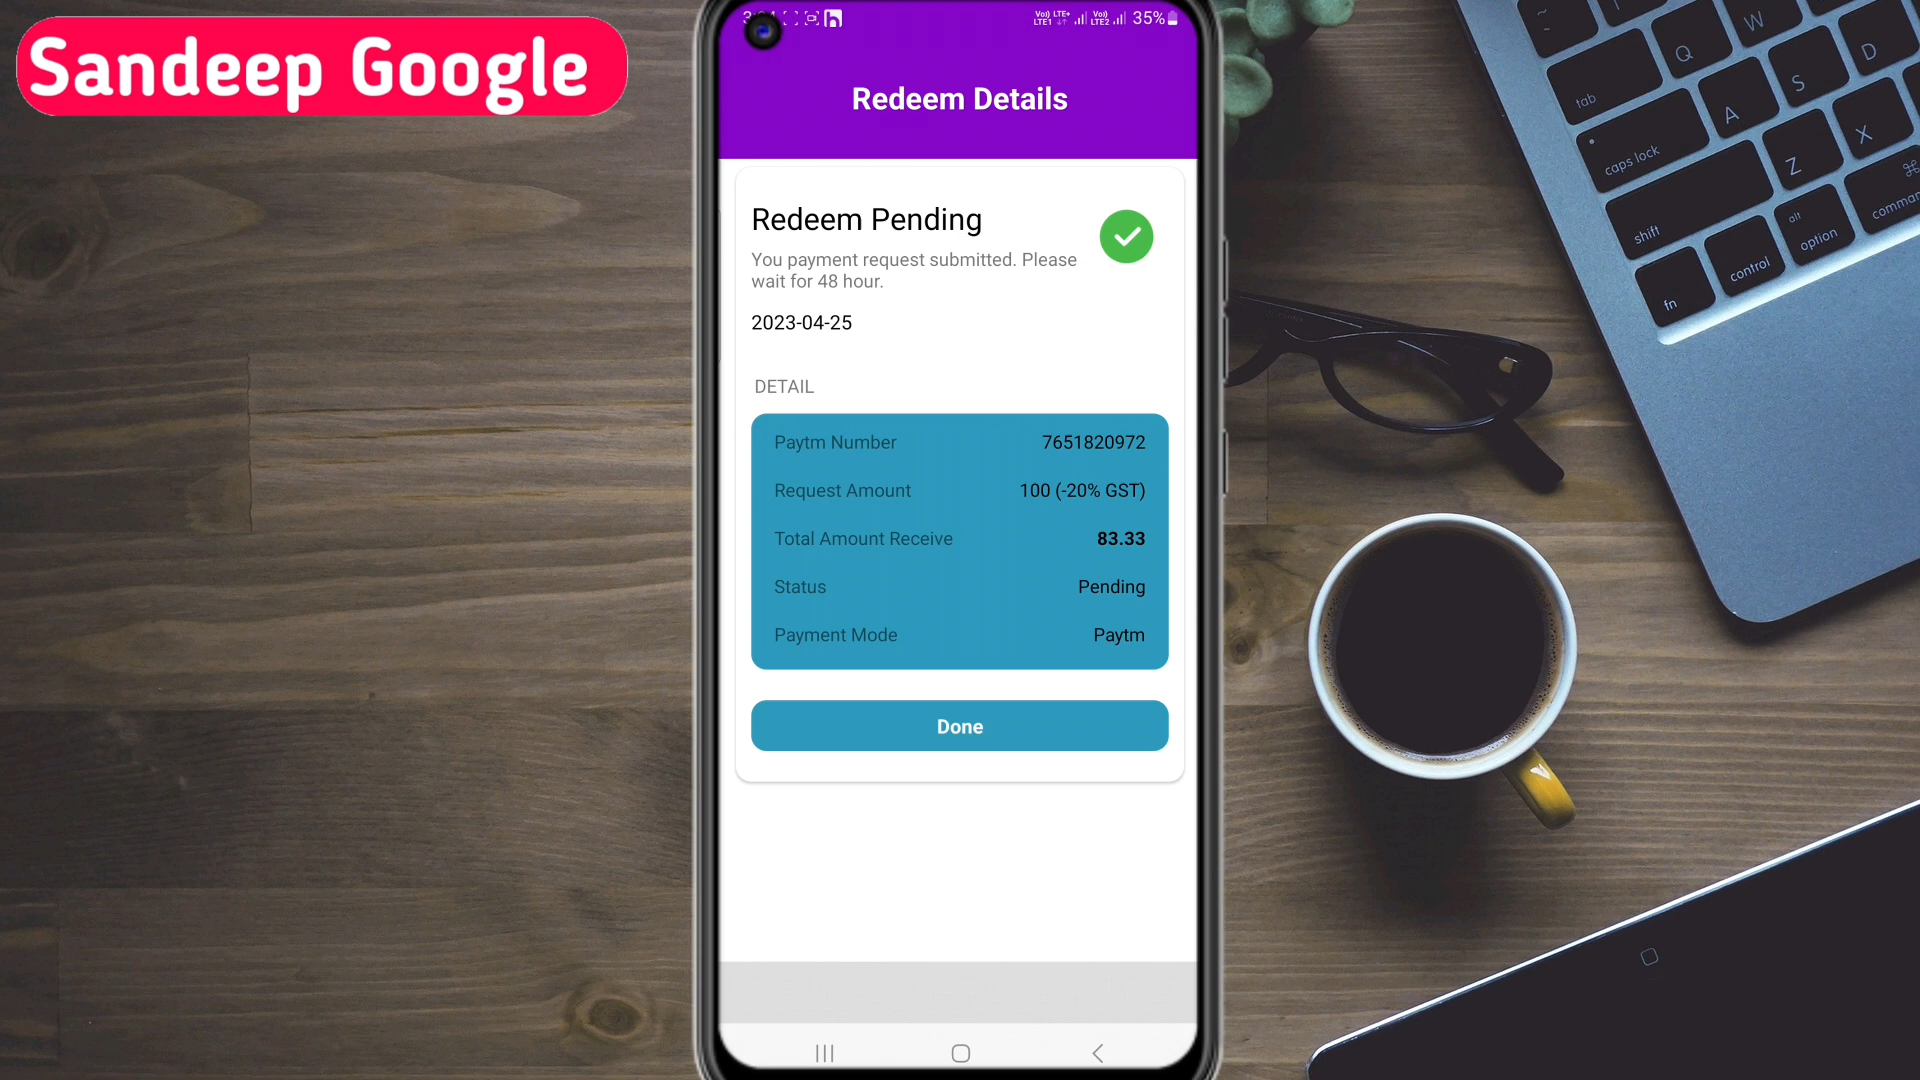 Sandeep Google
35%
Redeem Details
Redeem Pending
You payment request submitted. Please
wait for 48 hour.
2023-04-25
DETAIL
Paytm Number 7651820972
Request Amount 100 (-20% GST)
Total Amount Receive 83.33
Status Pending
Payment Mode Paytm
Done
Q W
tab A S D
caps lock Z X
shift alt
option command
control
fn